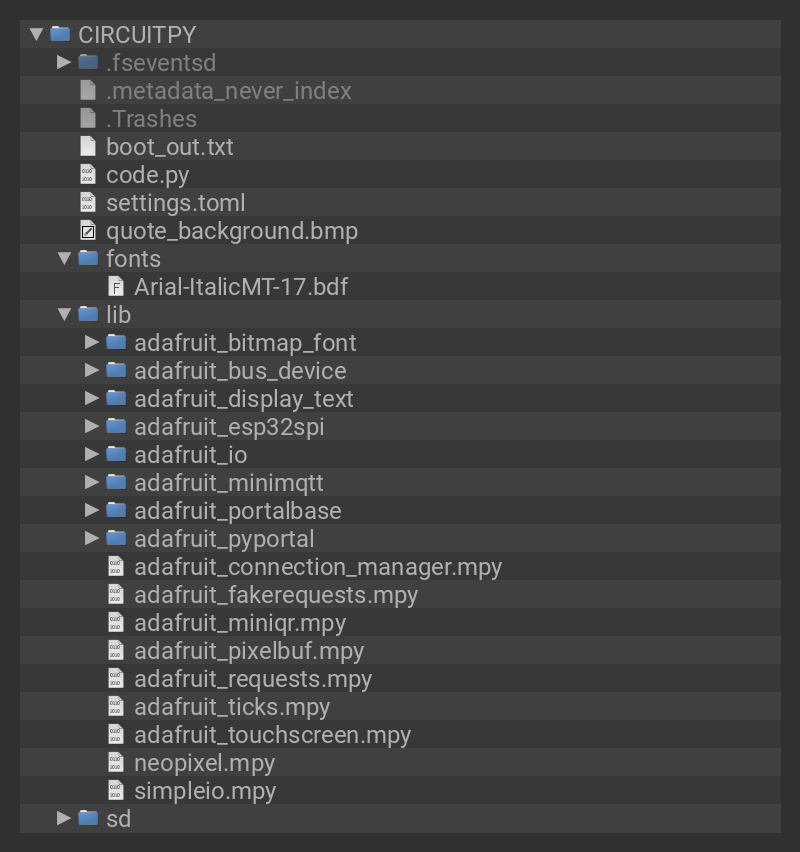 CIRCUITPY
.fseventsd
.metadata_never_index
.Trashes
boot_out.txt
code.py
settings.toml
quote_background.bmp
fonts
Arial-ItalicMT-17.bdf
lib
adafruit_bitmap_font
adafruit_bus_device
adafruit_display_text
adafruit_esp32spi
adafruit_io
adafruit_minimqtt
adafruit_portalbase
adafruit_pyportal
adafruit_connection_manager.mpy
adafruit_fakerequests.mpy
adafruit_miniqr.mpy
adafruit_pixelbuf.mpy
adafruit_requests.mpy
adafruit_ticks.mpy
adafruit_touchscreen.mpy
neopixel.mpy
simpleio.mpy
sd